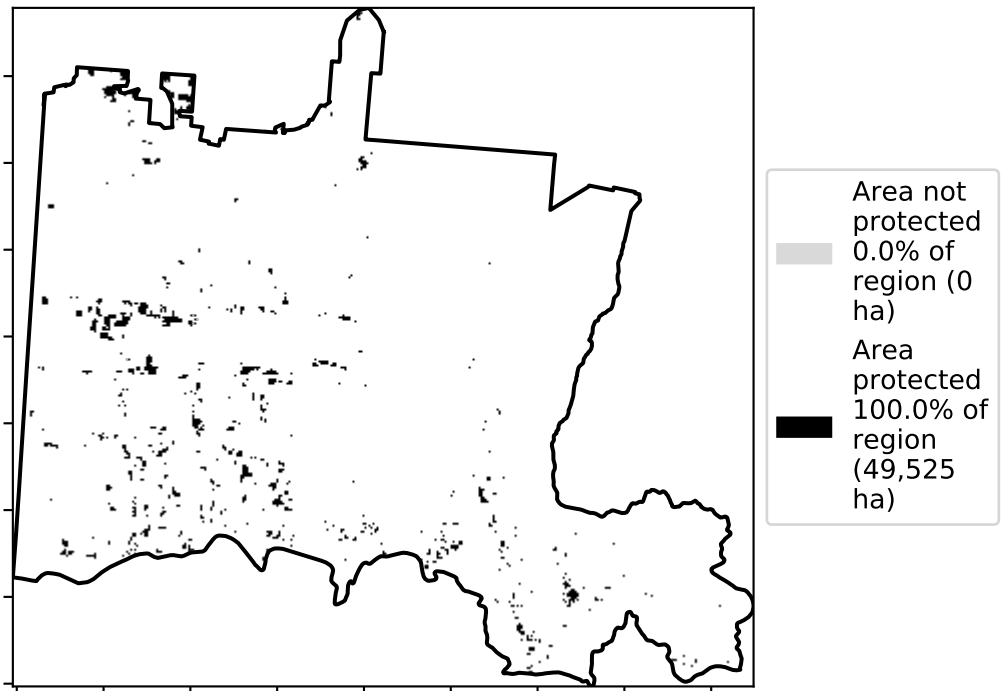 Area not
protected
0.0% of
region (0
ha)
Area
protected
100.0% of
region
(49,525
ha)